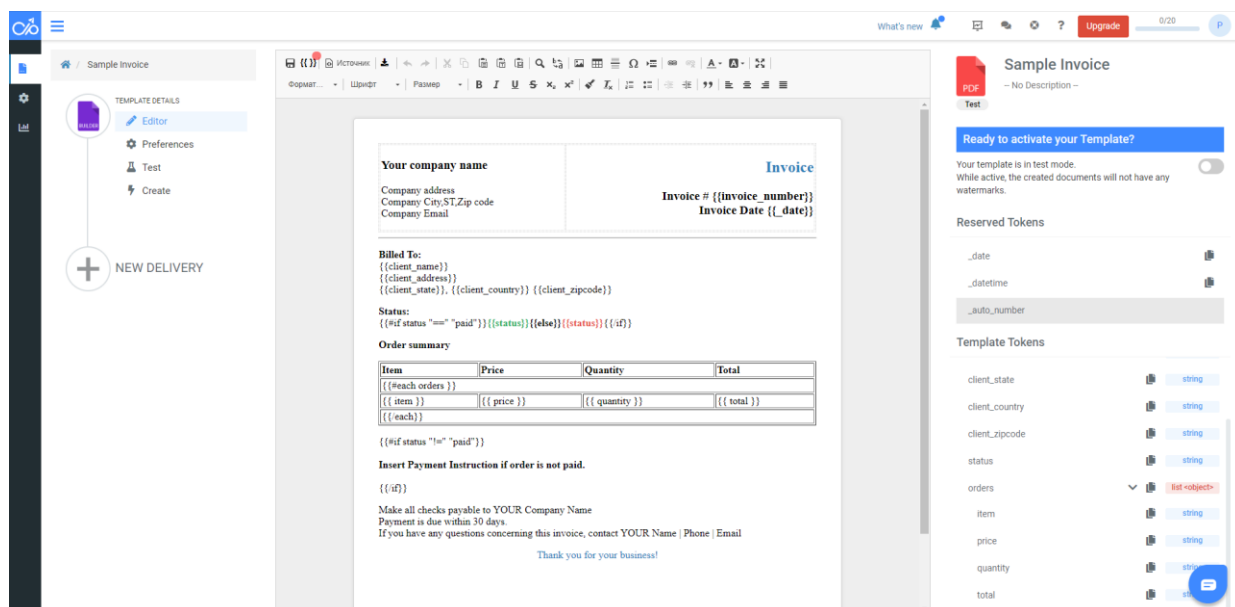 What's new
?
Upgrade
0/20
P
/ Sample Invoice
TEMPLATE DETAILS
Editor
Preferences
Test
Create
NEW DELIVERY
{()} Источник
Формат...
Шрифт
Размер
B I U S x₂ x² Iₓ
Your company name
Company address
Company City,ST,Zip code
Company Email
Invoice
Invoice # {{invoice_number}}
Invoice Date {{_date}}
Billed To:
{{client_name}}
{{client_address}}
{{client_state}}, {{client_country}} {{client_zipcode}}
Status:
{{#if status "==" "paid"}}{{status}}{{else}}{{status}}{{/if}}
Order summary
Item Price Quantity Total
{{#each orders }}
{{ item }} {{ price }} {{ quantity }} {{ total }}
{{/each}}
{{#if status "!=" "paid"}}
Insert Payment Instruction if order is not paid.
{{/if}}
Make all checks payable to YOUR Company Name
Payment is due within 30 days.
If you have any questions concerning this invoice, contact YOUR Name | Phone | Email
Thank you for your business!
PDF
Test
Sample Invoice
-- No Description --
Ready to activate your Template?
Your template is in test mode.
While active, the created documents will not have any
watermarks.
Reserved Tokens
_date
_datetime
_auto_number
Template Tokens
client_state string
client_country string
client_zipcode string
status string
orders list <object>
item string
price string
quantity
total